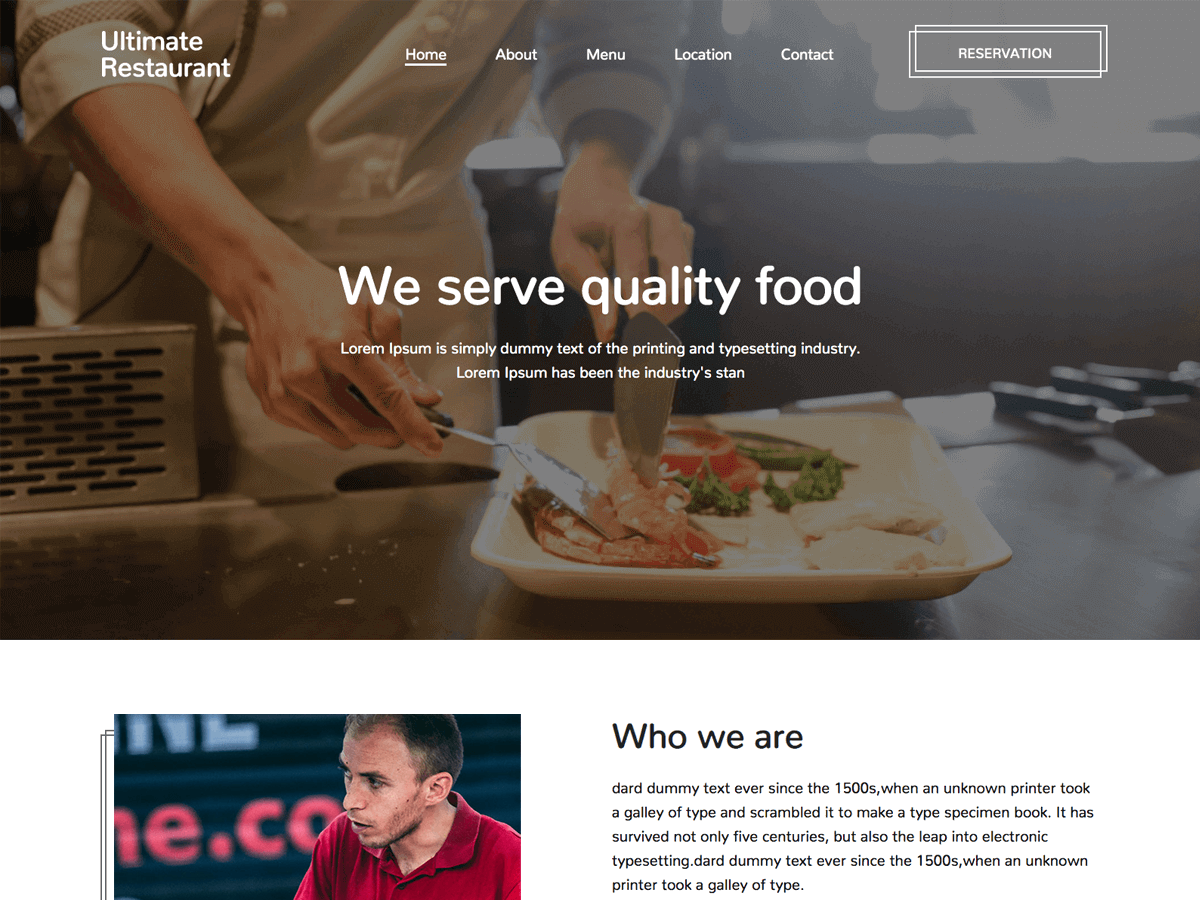 Ultimate
Restaurant
Home About Menu Location Contact
RESERVATION
We serve quality food
Lorem Ipsum is simply dummy text of the printing and typesetting industry.
Lorem Ipsum has been the industry's stan
Who we are
dard dummy text ever since the 1500s,when an unknown printer took
a galley of type and scrambled it to make a type specimen book. It has
survived not only five centuries, but also the leap into electronic
typesetting.dard dummy text ever since the 1500s,when an unknown
printer took a galley of type.